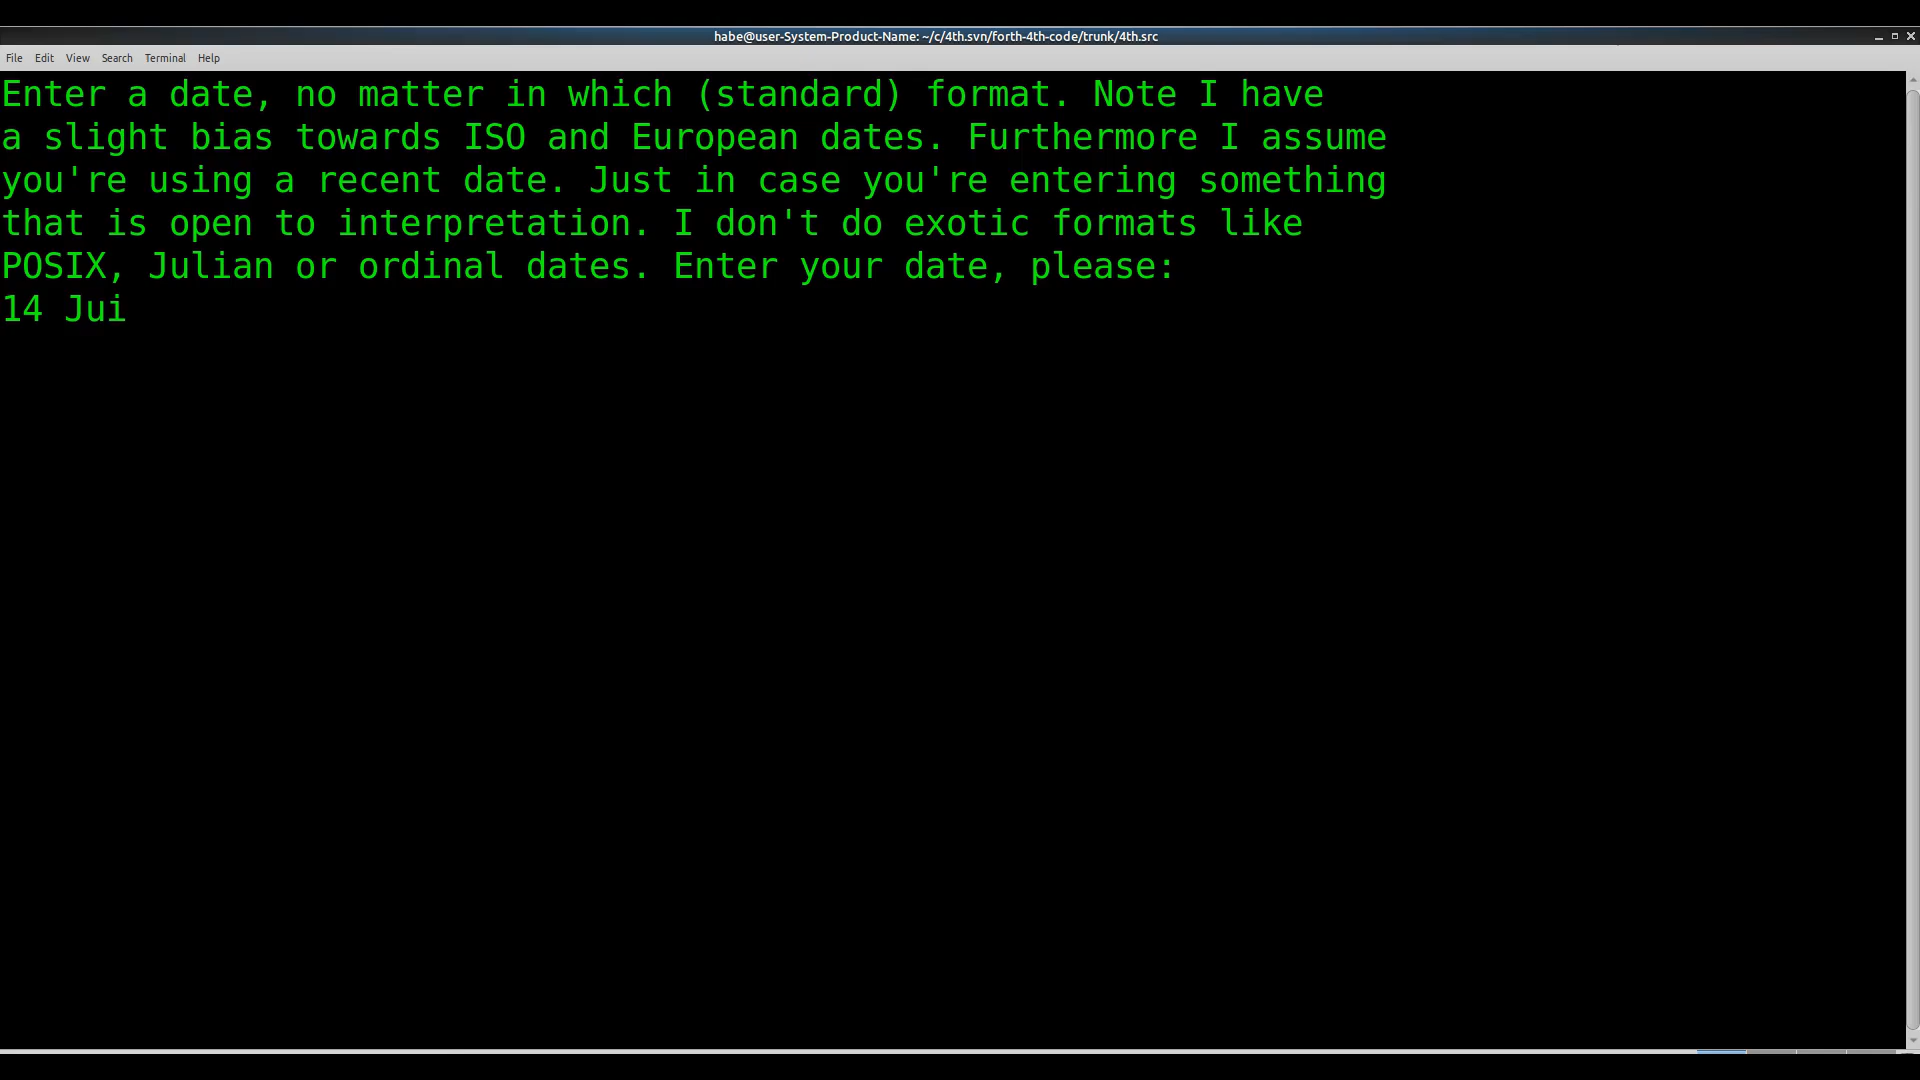 habe@user-System-Product-Name: ~/c/4th.svn/forth-4th-code/trunk/4th.src
File Edit View Search Terminal Help
Enter a date, no matter in which (standard) format. Note I have
a slight bias towards ISO and European dates. Furthermore I assume
you're using a recent date. Just in case you're entering something
that is open to interpretation. I don't do exotic formats like
POSIX, Julian or ordinal dates. Enter your date, please:
14 Jui